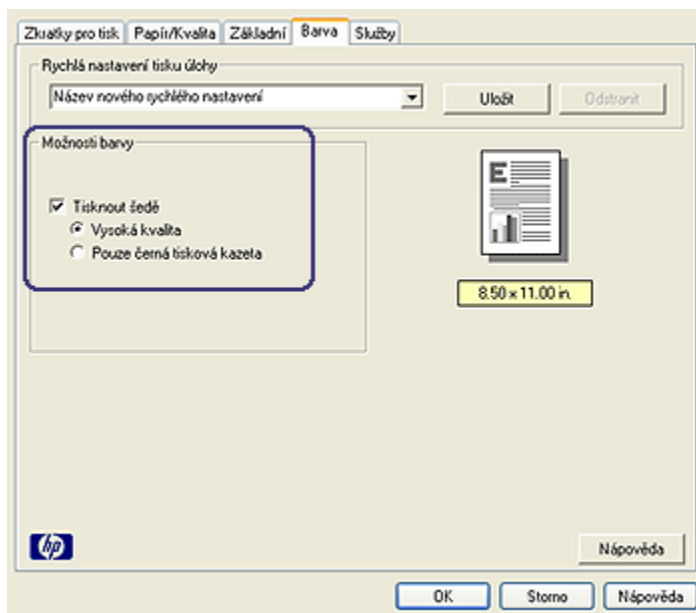 Zkratky pro tisk Papír/Kvalita Základní Barva Služby
Rychlá nastavení tisku úlohy
Název nového rychlého nastavení Uložit Odstranit
Možnosti barvy
E
Tisknout šedě
Vysoká kvalita
Pouze černá tisková kazeta
8.50 x 11.00 in.
hp
Nápověda
OK Storno Nápověda